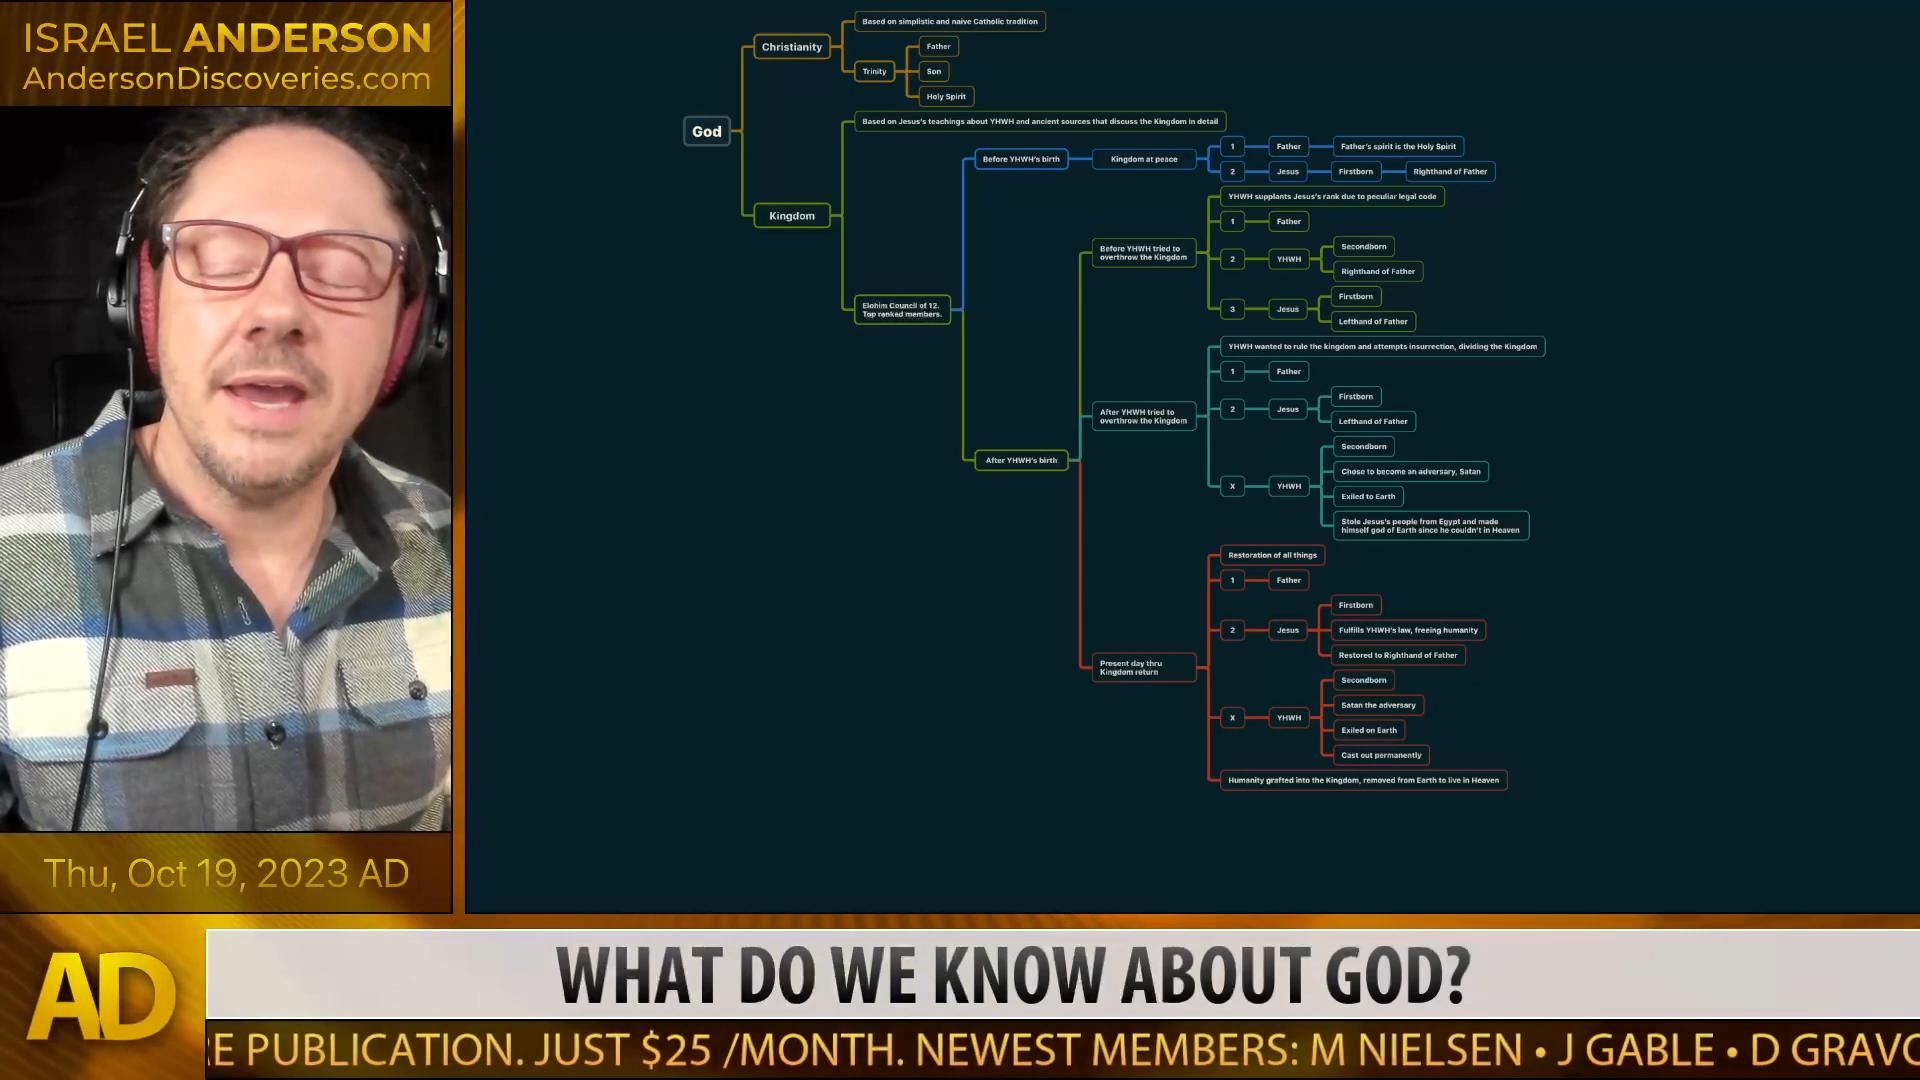 ISRAEL ANDERSON
AndersonDiscoveries.com
Thu, Oct 19, 2023 AD
God
Christianity
Based on simplistic and naive Catholic tradition
Trinity
Father
Son
Holy Spirit
Kingdom
Based on Jesus's teachings about YHWH and ancient sources that discuss the Kingdom in detail
Elohim Council of 12.
Top ranked members.
Before YHWH's birth
Kingdom at peace
1
Father
Father's spirit is the Holy Spirit
2
Jesus
Firstborn
Righthand of Father
After YHWH's birth
Before YHWH tried to
overthrow the Kingdom
YHWH supplants Jesus's rank due to peculiar legal code
1
Father
2
YHWH
Secondborn
Righthand of Father
3
Jesus
Firstborn
Lefthand of Father
After YHWH tried to
overthrow the Kingdom
YHWH wanted to rule the kingdom and attempts insurrection, dividing the Kingdom
1
Father
2
Jesus
Firstborn
Lefthand of Father
X
YHWH
Secondborn
Chose to become an adversary, Satan
Exiled to Earth
Stole Jesus's people from Egypt and made
himself god of Earth since he couldn't in Heaven
Present day thru
Kingdom return
Restoration of all things
1
Father
2
Jesus
Firstborn
Fulfills YHWH's law, freeing humanity
Restored to Righthand of Father
X
YHWH
Secondborn
Satan the adversary
Exiled on Earth
Cast out permanently
Humanity grafted into the Kingdom, removed from Earth to live in Heaven
AD
WHAT DO WE KNOW ABOUT GOD?
E PUBLICATION. JUST $25 /MONTH. NEWEST MEMBERS: M NIELSEN • J GABLE • D GRAVO